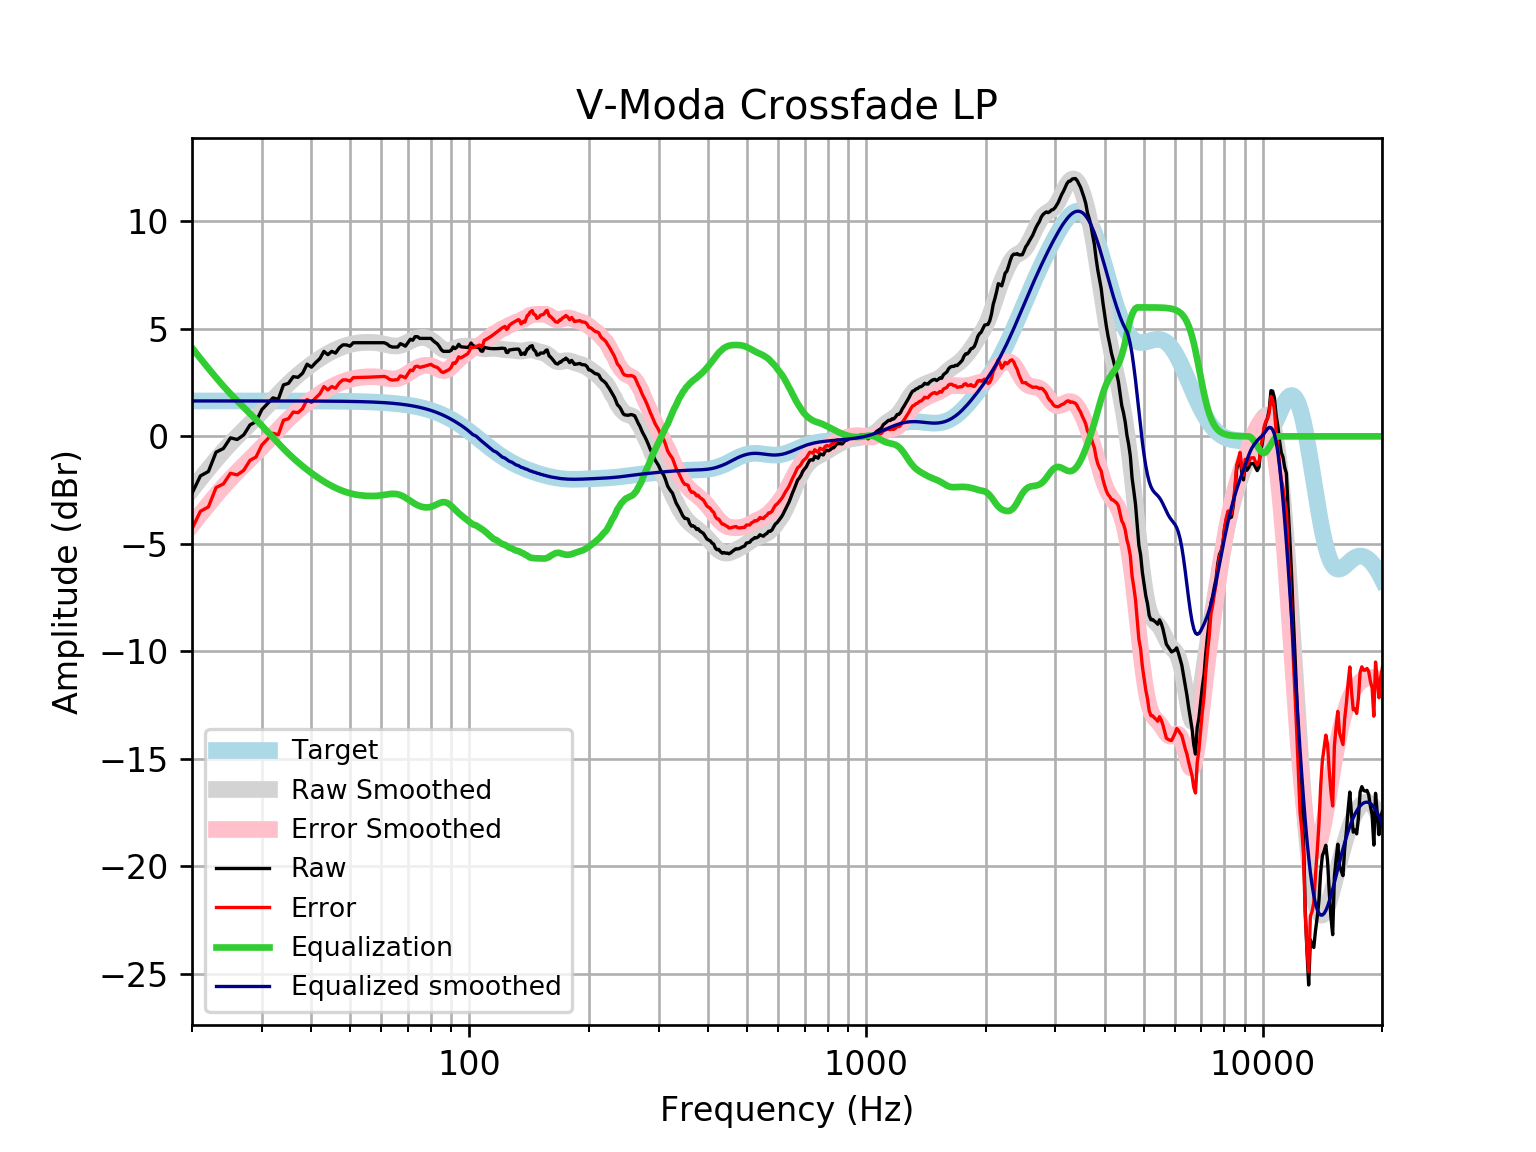 V-Moda Crossfade LP
10
5
0
−5
−10
−15
−20
−25
Amplitude (dBr)
Target
Raw Smoothed
Error Smoothed
Raw
Error
Equalization
Equalized smoothed
100 1000 10000
Frequency (Hz)